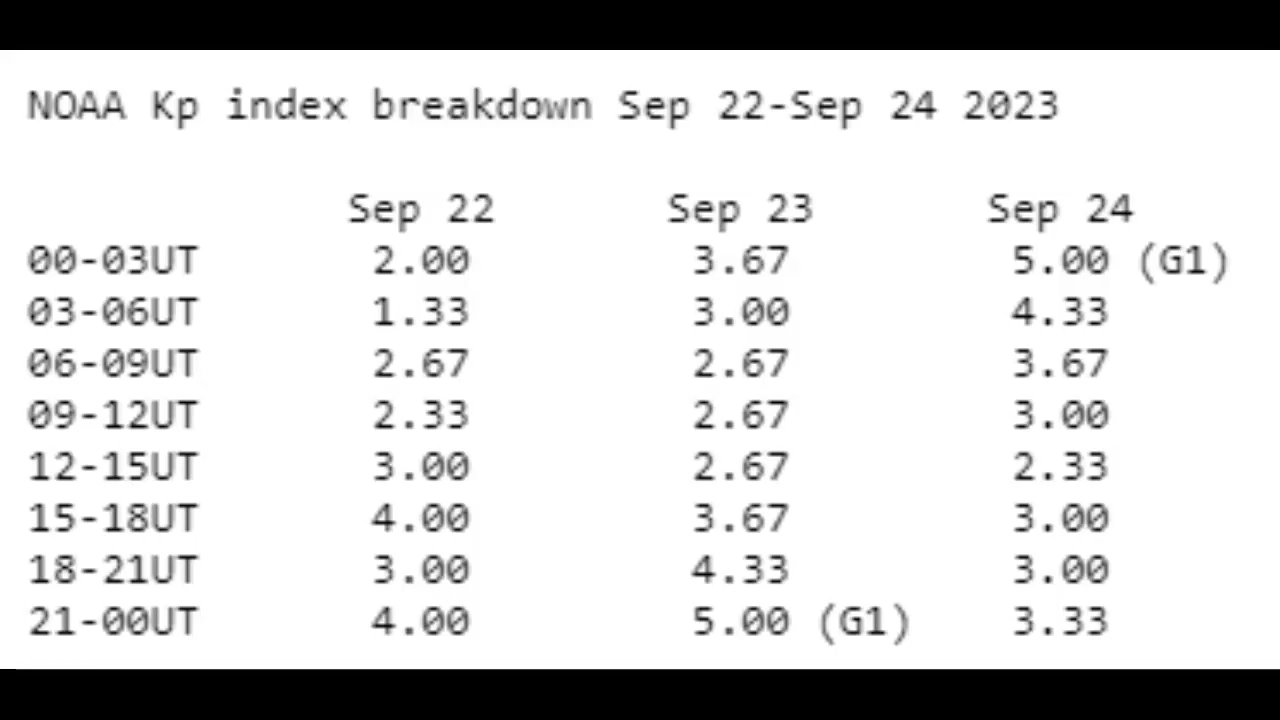 NOAA Kp index breakdown Sep 22-Sep 24 2023
Sep 22 Sep 23 Sep 24
00-03UT 2.00 3.67 5.00 (G1)
03-06UT 1.33 3.00 4.33
06-09UT 2.67 2.67 3.67
09-12UT 2.33 2.67 3.00
12-15UT 3.00 2.67 2.33
15-18UT 4.00 3.67 3.00
18-21UT 3.00 4.33 3.00
21-00UT 4.00 5.00 (G1) 3.33